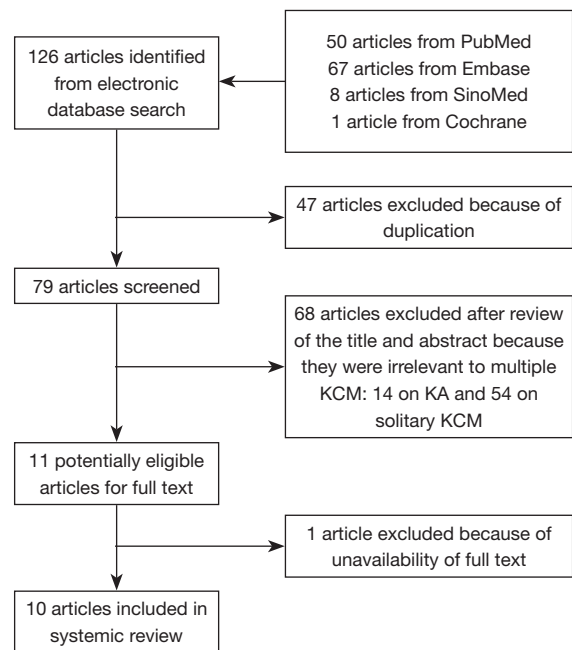 126 articles identified
from electronic
database search
50 articles from PubMed
67 articles from Embase
8 articles from SinoMed
1 article from Cochrane
47 articles excluded because of
duplication
79 articles screened
68 articles excluded after review
of the title and abstract because
they were irrelevant to multiple
KCM: 14 on KA and 54 on
solitary KCM
11 potentially eligible
articles for full text
1 article excluded because of
unavailability of full text
10 articles included in
systemic review